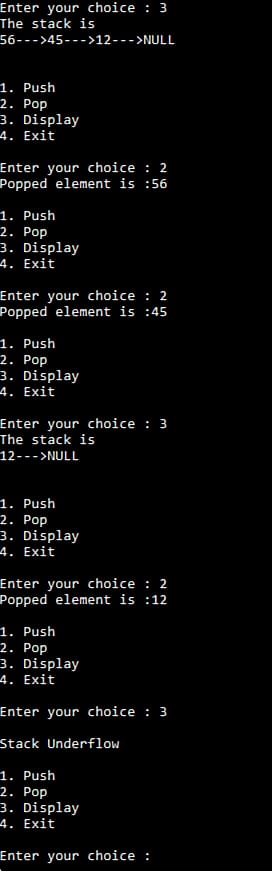 Enter your choice : 3
The stack is
56--->45--->12--->NULL
1. Push
2. Pop
3. Display
4. Exit
Enter your choice : 2
Popped element is :56
1. Push
2. Pop
3. Display
4. Exit
Enter your choice : 2
Popped element is :45
1. Push
2. Pop
3. Display
4. Exit
Enter your choice : 3
The stack is
12--->NULL
1. Push
2. Pop
3. Display
4. Exit
Enter your choice : 2
Popped element is :12
1. Push
2. Pop
3. Display
4. Exit
Enter your choice : 3
Stack Underflow
1. Push
2. Pop
3. Display
4. Exit
Enter your choice :